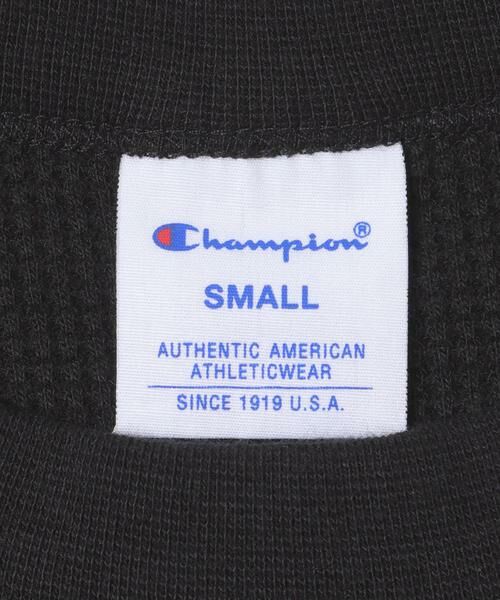 Champion®
SMALL
AUTHENTIC AMERICAN
ATHLETICWEAR
SINCE 1919 U.S.A.